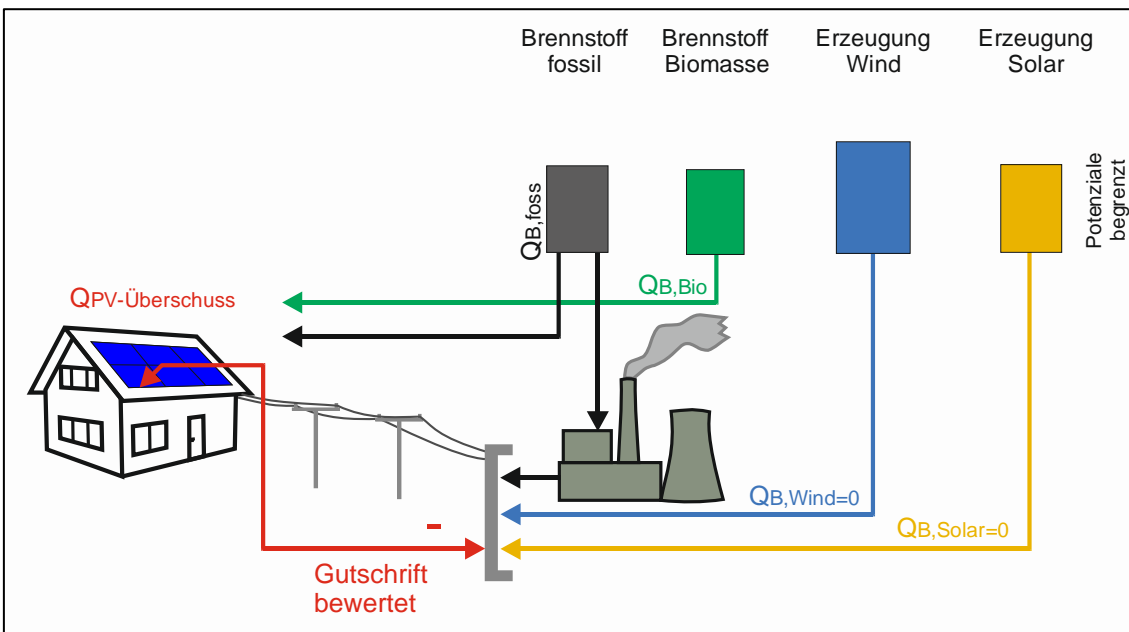 Brennstoff
fossil
Brennstoff
Biomasse
Erzeugung
Wind
Erzeugung
Solar
Potenziale
begrenzt
QB,foss
QB,Bio
QPV-Überschuss
QB,Wind=0
QB,Solar=0
-
Gutschrift
bewertet